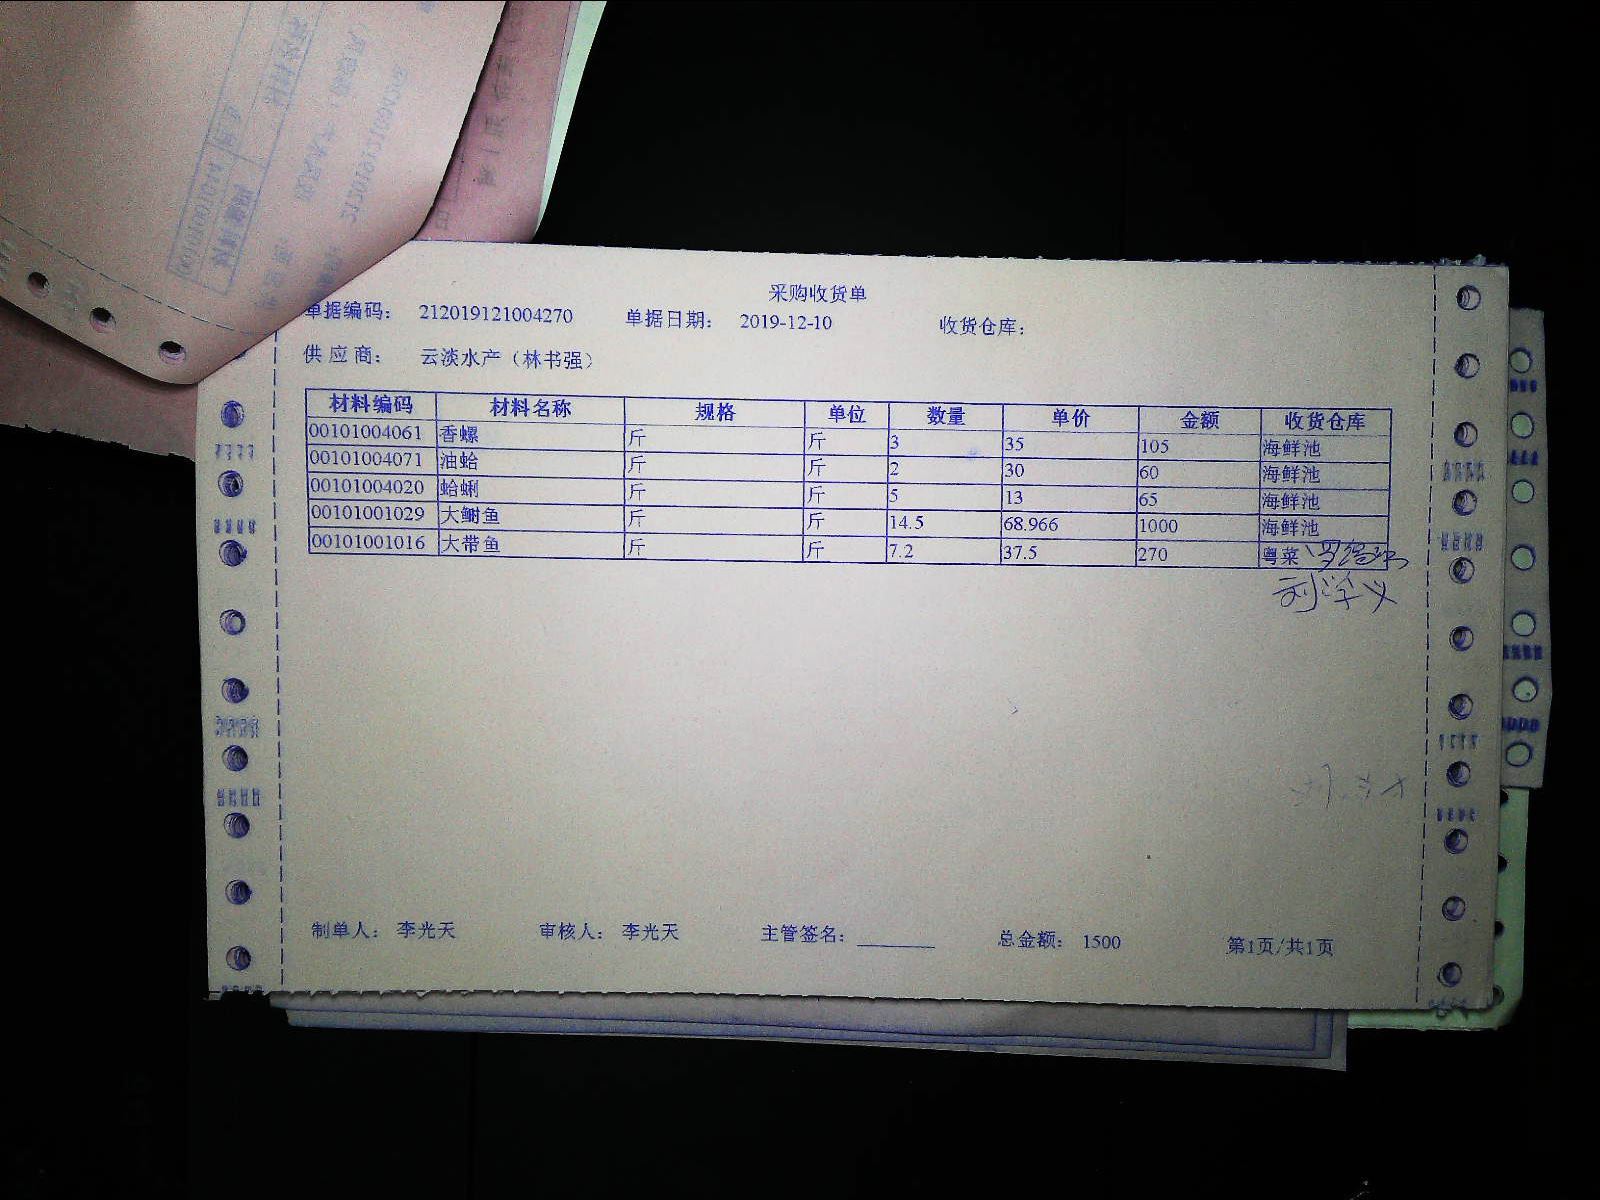 采购收货单
单据编码： 212019121004270 单据日期： 2019-12-10 收货仓库：
供应商： 云淡水产（林书强）
材料编码 材料名称 规格 单位 数量 单价 金额 收货仓库
00101004061 香螺 斤 斤 3 35 105 海鲜池
00101004071 油蛤 斤 斤 2 30 60 海鲜池
00101004020 蛤蜊 斤 斤 5 13 65 海鲜池
00101001029 大鲋鱼 斤 斤 14.5 68.966 1000 海鲜池
00101001016 大带鱼 斤 斤 7.2 37.5 270 粤菜
刘学义
制单人： 李光天 审核人： 李光天 主管签名： 总金额： 1500 第1页/共1页